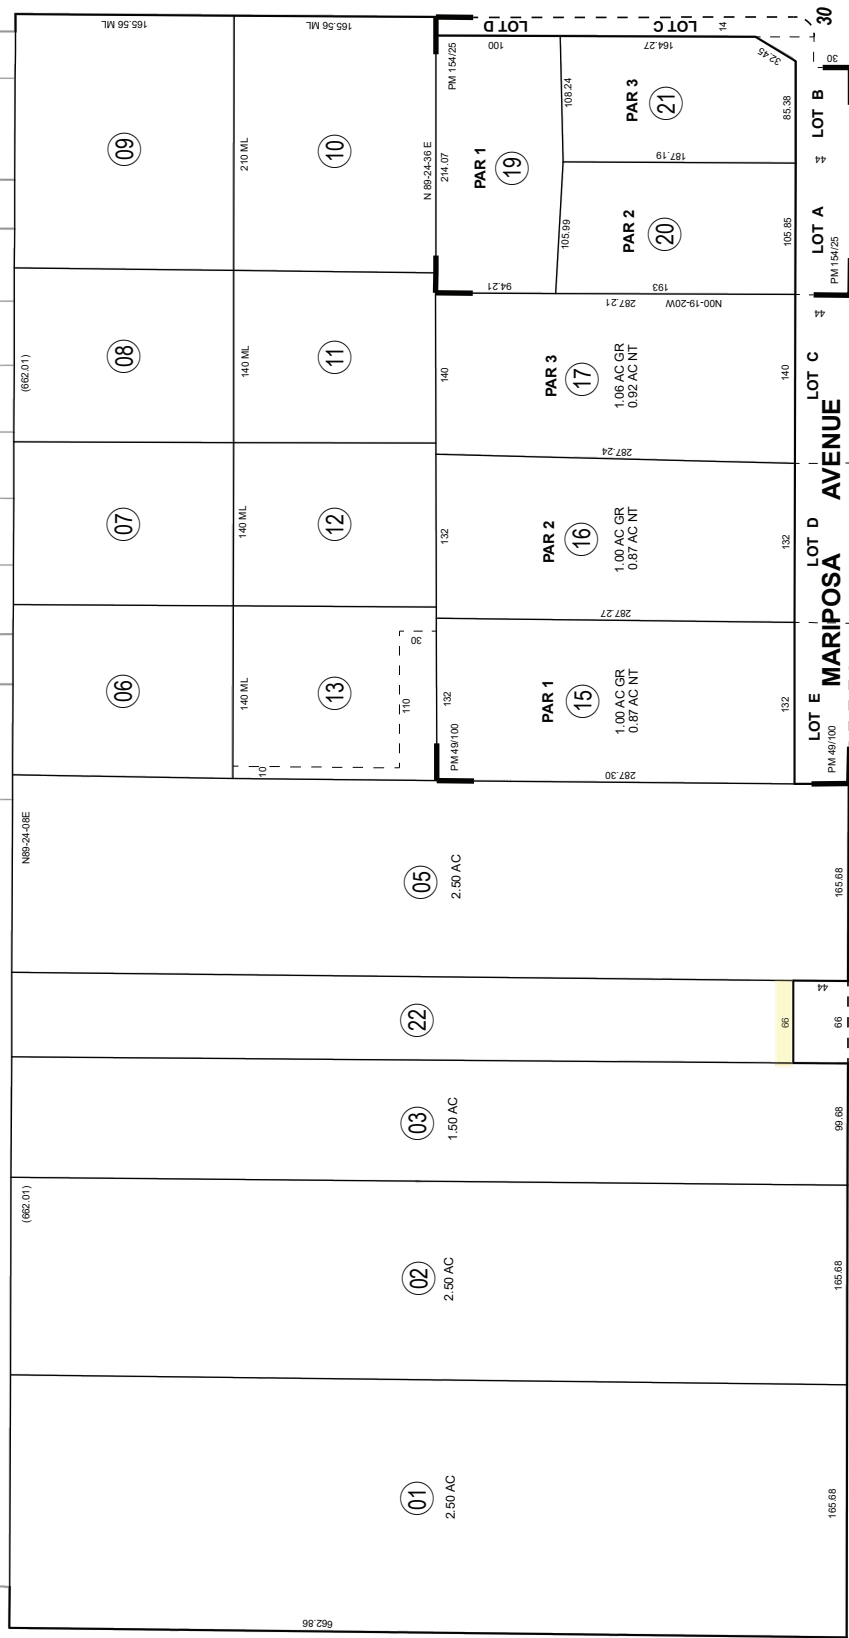 165.56 ML
165.56 ML
LOT D
LOT C
14
30
30
09
210 ML
10
PM 154/25
100
164.27
32.45
N 89-24-36 E
214.07
PAR 1
19
108.24
PAR 3
21
187.19
85.38
LOT B
44
105.99
PAR 2
20
105.85
LOT A
PM 154/25
94.21
193
N00-19-20W
287.21
44
(662.01)
08
140 ML
11
140
PAR 3
17
1.06 AC GR
0.92 AC NT
140
LOT C
287.24
07
140 ML
12
132
PAR 2
16
1.00 AC GR
0.87 AC NT
132
LOT D
MARIPOSA AVENUE
287.27
06
140 ML
13
110
30
10
132
PM 49/100
PAR 1
15
1.00 AC GR
0.87 AC NT
132
LOT E
PM 49/100
287.30
N89-24-08E
05
2.50 AC
165.68
22
66
44
66
03
1.50 AC
99.68
(662.01)
02
2.50 AC
165.68
01
2.50 AC
165.68
662.86